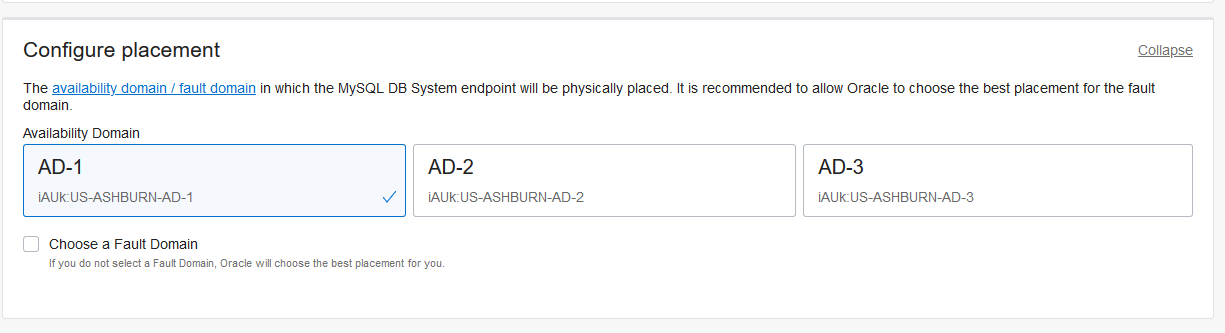 Configure placement
Collapse
The availability domain / fault domain in which the MySQL DB System endpoint will be physically placed. It is recommended to allow Oracle to choose the best placement for the fault
domain.
Availability Domain
AD-1
iAUk:US-ASHBURN-AD-1
AD-2
iAUk:US-ASHBURN-AD-2
AD-3
iAUk:US-ASHBURN-AD-3
Choose a Fault Domain
If you do not select a Fault Domain, Oracle will choose the best placement for you.